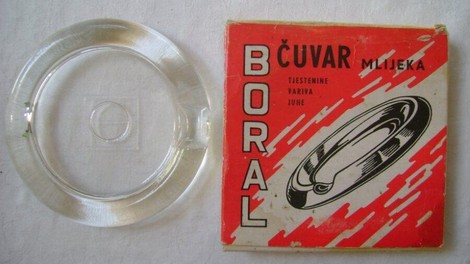 BORAL
ČUVAR MLIJEKA
TJESTENINE
VARIVA
JUHE